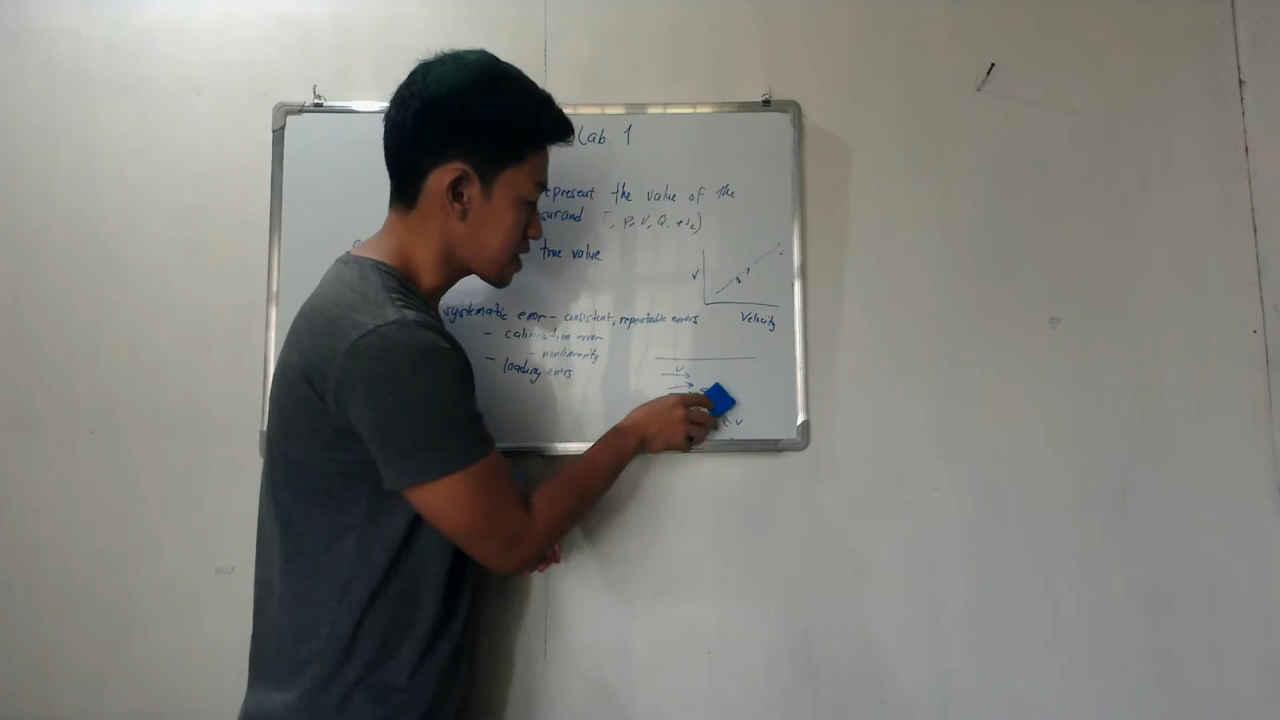 Lab 1
epresent the value of the
surand T, P, V, Q, etc)
true value
V
Velocity
systematic error - consistent, repeatable errors
- calibration error
- nonlinearity
- loading errors
v
v